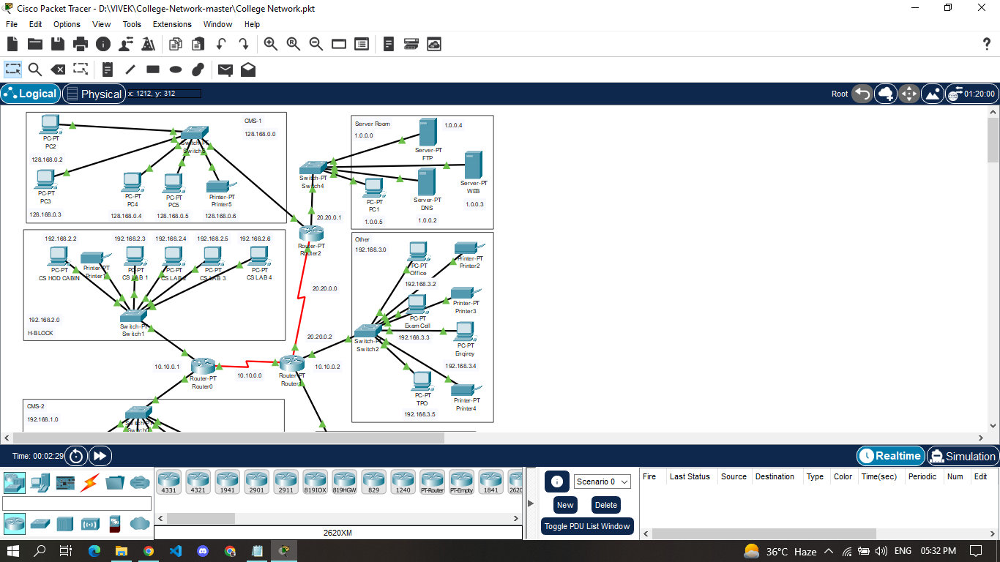 Cisco Packet Tracer - D:\VIVEK\College-Network-master\College Network.pkt
File Edit Options View Tools Extensions Window Help
?
Logical Physical x: 1212, y: 312 Root 01:20:00
CMS-1
128.168.0.0
PC-PT
PC2
128.168.0.2
Switch-PT
PC-PT
PC3
128.168.0.3
PC-PT
PC4
128.168.0.4
PC-PT
PC5
128.168.0.5
Printer-PT
Printer5
128.168.0.6
Server Room
1.0.0.0
1.0.0.4
Server-PT
FTP
Switch-PT
Switch4
Server-PT
WEB
1.0.0.3
PC-PT
PC1
1.0.0.5
Server-PT
DNS
1.0.0.2
20.20.0.1
Router-PT
Router2
192.168.2.2
192.168.2.3
192.168.2.4
192.168.2.5
192.168.2.6
PC-PT
CS HOD CABIN
Printer-PT
PC-PT
CS LAB 1
PC-PT
CS LAB 2
PC-PT
CS LAB 3
PC-PT
CS LAB 4
192.168.2.0
H-BLOCK
Switch-PT
Switch1
20.20.0.0
20.20.0.2
Other
192.168.3.0
PC-PT
Office
192.168.3.2
Printer-PT
Printer2
Printer-PT
Printer3
PC-PT
Exam Cell
192.168.3.3
Switch-PT
Switch2
PC-PT
Enqirey
192.168.3.4
PC-PT
TPO
192.168.3.5
Printer-PT
Printer4
10.10.0.1
Router-PT
Router0
10.10.0.0
Router-PT
10.10.0.2
CMS-2
192.168.1.0
Switch-PT
Time: 00:02:29
Realtime Simulation
4331 4321 1941 2901 2911 819IOX 819HGW 829 1240 PT-Router PT-Empty 1841
2620XM
Scenario 0
New Delete
Toggle PDU List Window
Fire Last Status Source Destination Type Color Time(sec) Periodic Num Edit
36°C Haze ENG 05:32 PM